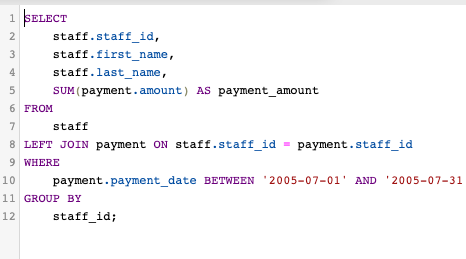 1 SELECT
2 staff.staff_id,
3 staff.first_name,
4 staff.last_name,
5 SUM(payment.amount) AS payment_amount
6 FROM
7 staff
8 LEFT JOIN payment ON staff.staff_id = payment.staff_id
9 WHERE
10 payment.payment_date BETWEEN '2005-07-01' AND '2005-07-31
11 GROUP BY
12 staff_id;